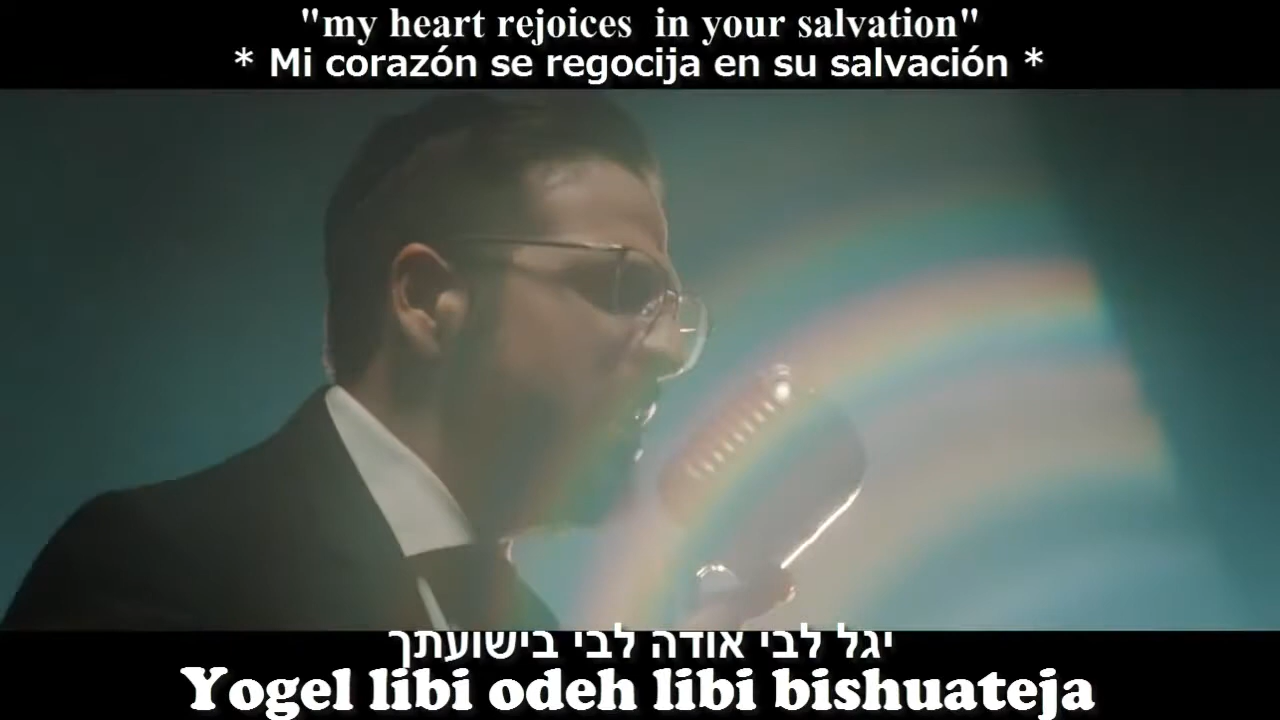 "my heart rejoices  in your salvation"
* Mi corazón se regocija en su salvación *
יגל לבי אודה לבי בישועתך
Yogel libi odeh libi bishuateja